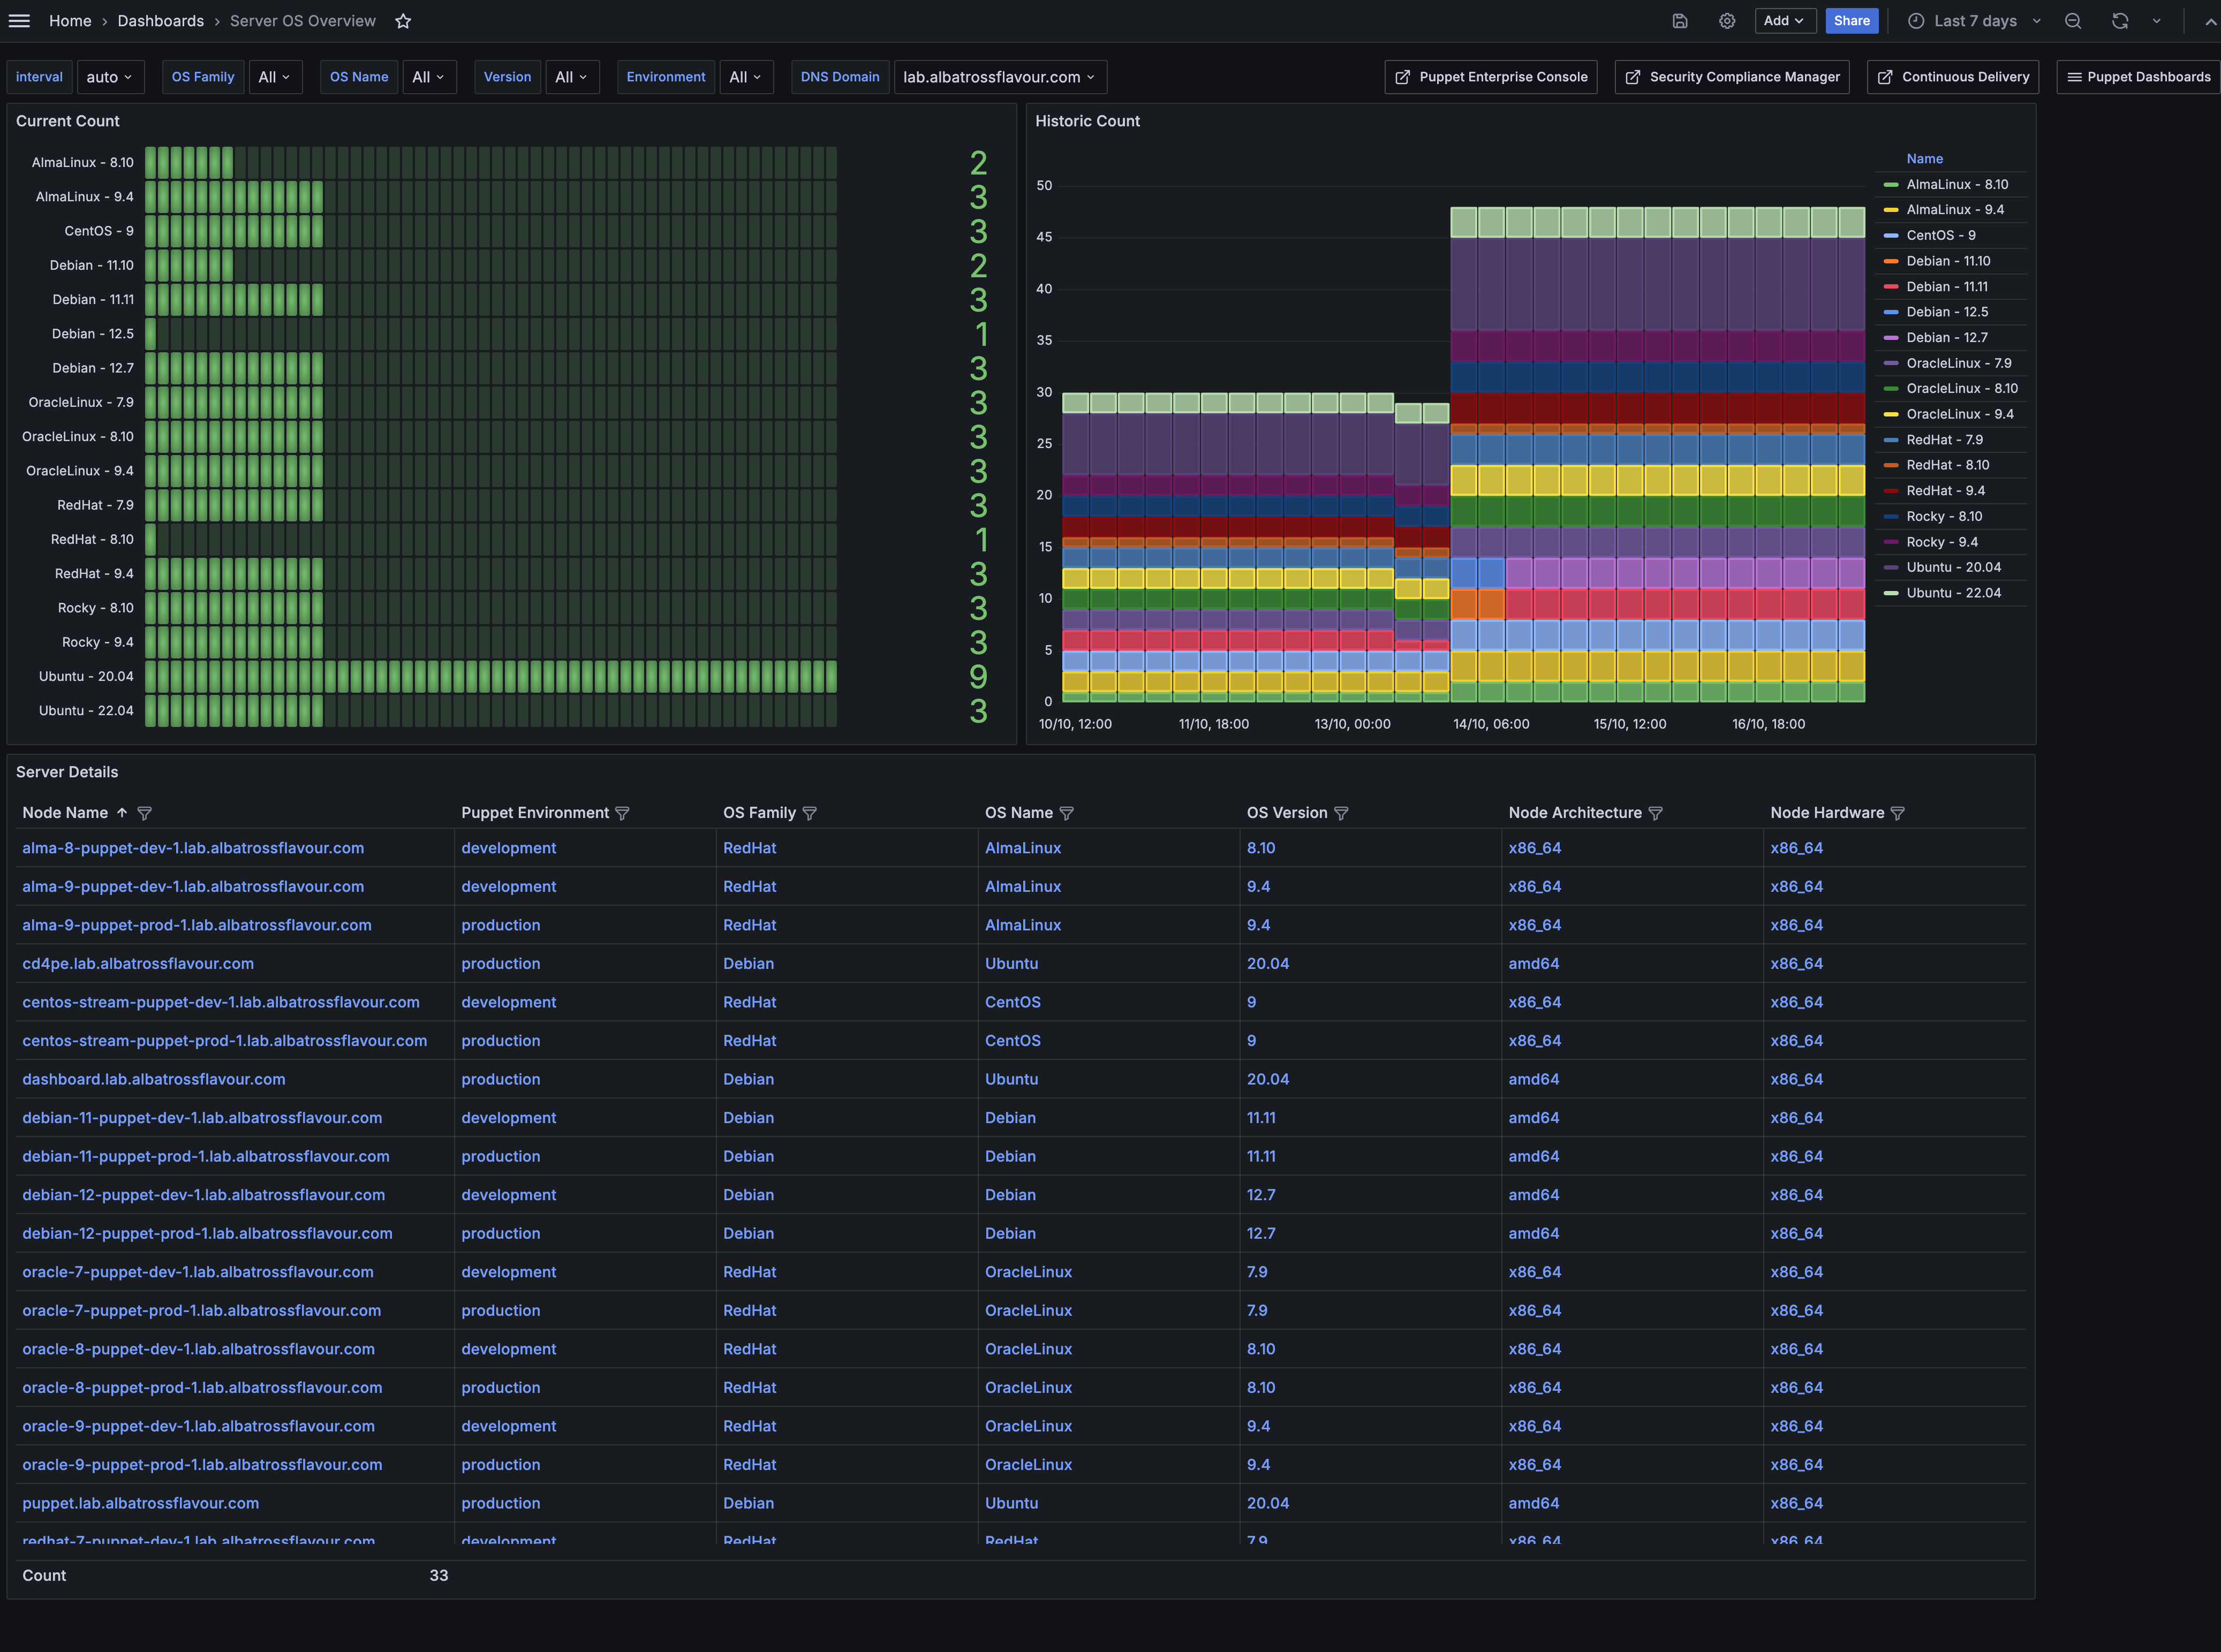 Home › Dashboards › Server OS Overview
Add
Share
Last 7 days
interval auto OS Family All OS Name All Version All Environment All DNS Domain lab.albatrossflavour.com
Puppet Enterprise Console Security Compliance Manager Continuous Delivery Puppet Dashboards
Current Count
AlmaLinux - 8.10 2
AlmaLinux - 9.4 3
CentOS - 9 3
Debian - 11.10 2
Debian - 11.11 3
Debian - 12.5 1
Debian - 12.7 3
OracleLinux - 7.9 3
OracleLinux - 8.10 3
OracleLinux - 9.4 3
RedHat - 7.9 3
RedHat - 8.10 1
RedHat - 9.4 3
Rocky - 8.10 3
Rocky - 9.4 3
Ubuntu - 20.04 9
Ubuntu - 22.04 3
Historic Count
50
45
40
35
30
25
20
15
10
5
0
10/10, 12:00 11/10, 18:00 13/10, 00:00 14/10, 06:00 15/10, 12:00 16/10, 18:00
Name
AlmaLinux - 8.10
AlmaLinux - 9.4
CentOS - 9
Debian - 11.10
Debian - 11.11
Debian - 12.5
Debian - 12.7
OracleLinux - 7.9
OracleLinux - 8.10
OracleLinux - 9.4
RedHat - 7.9
RedHat - 8.10
RedHat - 9.4
Rocky - 8.10
Rocky - 9.4
Ubuntu - 20.04
Ubuntu - 22.04
Server Details
Node Name Puppet Environment OS Family OS Name OS Version Node Architecture Node Hardware
alma-8-puppet-dev-1.lab.albatrossflavour.com development RedHat AlmaLinux 8.10 x86_64 x86_64
alma-9-puppet-dev-1.lab.albatrossflavour.com development RedHat AlmaLinux 9.4 x86_64 x86_64
alma-9-puppet-prod-1.lab.albatrossflavour.com production RedHat AlmaLinux 9.4 x86_64 x86_64
cd4pe.lab.albatrossflavour.com production Debian Ubuntu 20.04 amd64 x86_64
centos-stream-puppet-dev-1.lab.albatrossflavour.com development RedHat CentOS 9 x86_64 x86_64
centos-stream-puppet-prod-1.lab.albatrossflavour.com production RedHat CentOS 9 x86_64 x86_64
dashboard.lab.albatrossflavour.com production Debian Ubuntu 20.04 amd64 x86_64
debian-11-puppet-dev-1.lab.albatrossflavour.com development Debian Debian 11.11 amd64 x86_64
debian-11-puppet-prod-1.lab.albatrossflavour.com production Debian Debian 11.11 amd64 x86_64
debian-12-puppet-dev-1.lab.albatrossflavour.com development Debian Debian 12.7 amd64 x86_64
debian-12-puppet-prod-1.lab.albatrossflavour.com production Debian Debian 12.7 amd64 x86_64
oracle-7-puppet-dev-1.lab.albatrossflavour.com development RedHat OracleLinux 7.9 x86_64 x86_64
oracle-7-puppet-prod-1.lab.albatrossflavour.com production RedHat OracleLinux 7.9 x86_64 x86_64
oracle-8-puppet-dev-1.lab.albatrossflavour.com development RedHat OracleLinux 8.10 x86_64 x86_64
oracle-8-puppet-prod-1.lab.albatrossflavour.com production RedHat OracleLinux 8.10 x86_64 x86_64
oracle-9-puppet-dev-1.lab.albatrossflavour.com development RedHat OracleLinux 9.4 x86_64 x86_64
oracle-9-puppet-prod-1.lab.albatrossflavour.com production RedHat OracleLinux 9.4 x86_64 x86_64
puppet.lab.albatrossflavour.com production Debian Ubuntu 20.04 amd64 x86_64
redhat-7-puppet-dev-1.lab.albatrossflavour.com development RedHat RedHat 7.9 x86_64 x86_64
Count 33